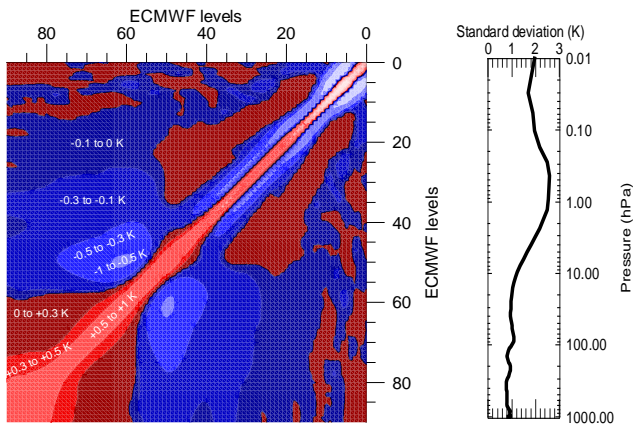 ECMWF levels
80 60 40 20 0
0
20
40
60
80
ECMWF levels
-0.1 to 0 K
-0.3 to -0.1 K
-0.5 to -0.3 K
-1 to -0.5 K
0 to +0.3 K
+0.5 to +1 K
+0.3 to +0.5 K
Standard deviation (K)
0 1 2 3
0.01
0.10
1.00
10.00
100.00
1000.00
Pressure (hPa)